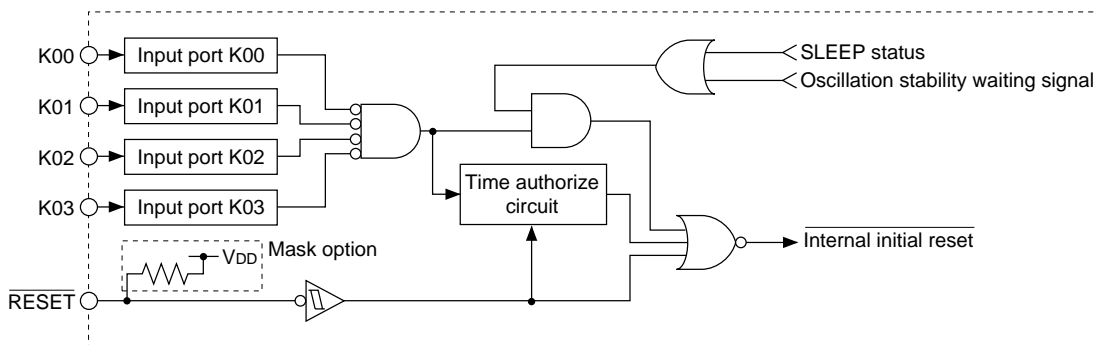 K00
Input port K00
SLEEP status
Oscillation stability waiting signal
K01
Input port K01
K02
Input port K02
Time authorize
circuit
K03
Input port K03
Internal initial reset
Mask option
VDD
RESET